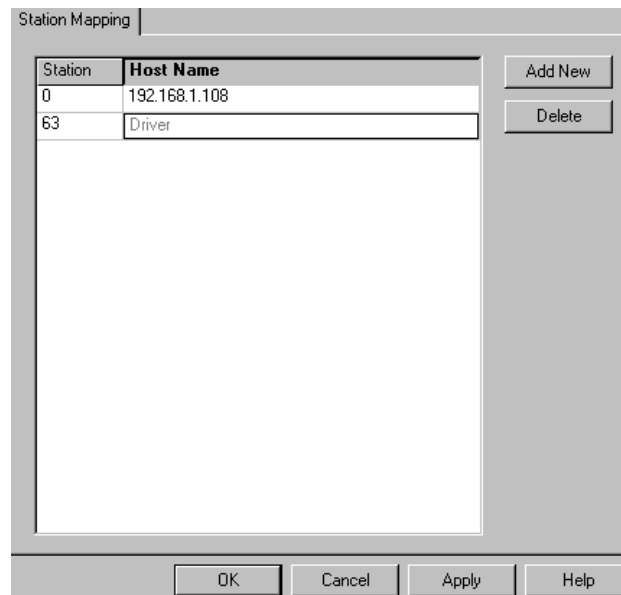 Station Mapping
Station Host Name
0 192.168.1.108
63 Driver
Add New
Delete
OK Cancel Apply Help